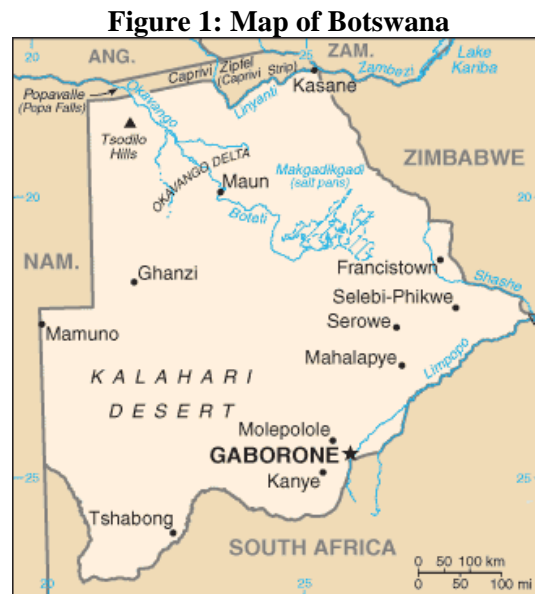 Figure 1: Map of Botswana
20
ANG.
25
ZAM.
Lake
Kariba
Caprivi Zipfel
(Caprivi Strip)
Zambezi
Kasane
Popavalle
(Popa Falls)
Okavango
Linyanti
Tsodilo
Hills
OKAVANGO DELTA
ZIMBABWE
Makgadikgadi
(salt pans)
Maun
20
20
Boteti
NAM.
Francistown
Ghanzi
Shashe
Selebi-Phikwe
Serowe
Mamuno
Mahalapye
Limpopo
KALAHARI
DESERT
Molepolole
GABORONE
Kanye
25
25
Tshabong
SOUTH AFRICA
0 50 100 km
0 50 100 mi
20
25